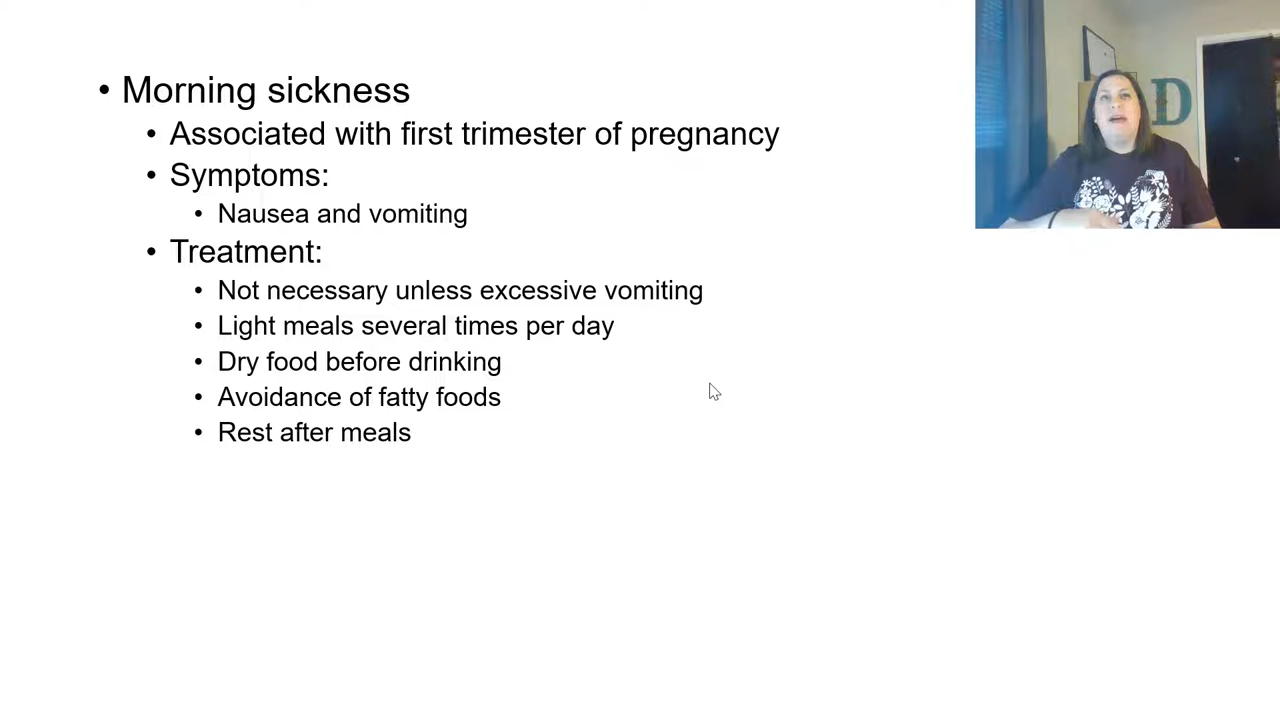 • Morning sickness
• Associated with first trimester of pregnancy
• Symptoms:
• Nausea and vomiting
• Treatment:
• Not necessary unless excessive vomiting
• Light meals several times per day
• Dry food before drinking
• Avoidance of fatty foods
• Rest after meals
D